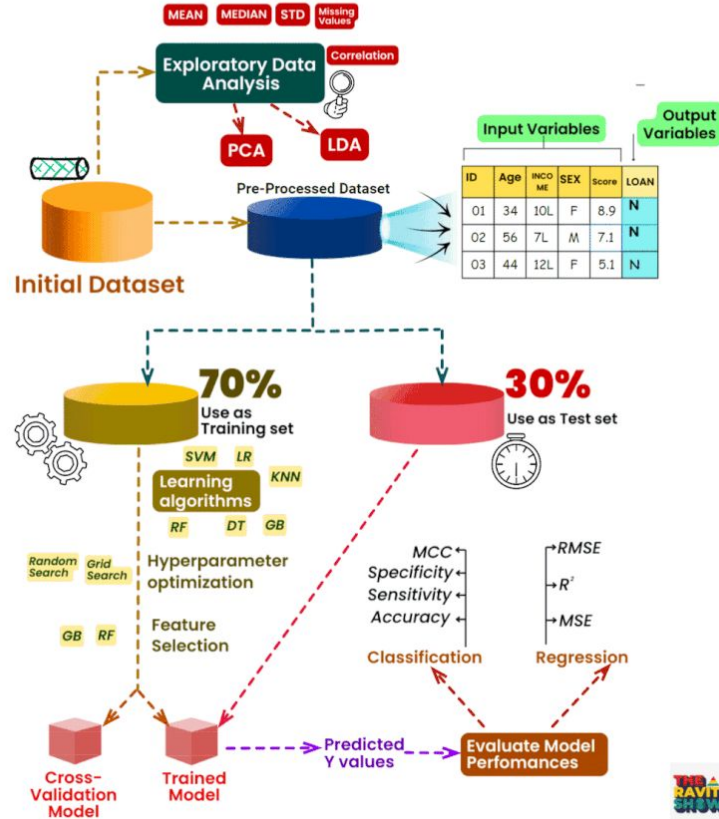 MEAN
MEDIAN
STD
Missing
Values
Exploratory Data
Analysis
Correlation
PCA
LDA
Input Variables
Output
Variables
Pre-Processed Dataset
ID Age INCO SEX Score LOAN
ME
01 34 10L F 8.9 N
02 56 7L M 7.1 N
03 44 12L F 5.1 N
Initial Dataset
70%
Use as
Training set
30%
Use as Test set
SVM LR
KNN
Learning
algorithms
RF DT GB
Random
Search
Grid
Search
Hyperparameter
optimization
GB RF
Feature
Selection
MCC
Specificity
Sensitivity
Accuracy
Classification
RMSE
R²
MSE
Regression
Cross-
Validation
Model
Trained
Model
Predicted
Y values
Evaluate Model
Perfomances
THE
RAVIT
SHOW